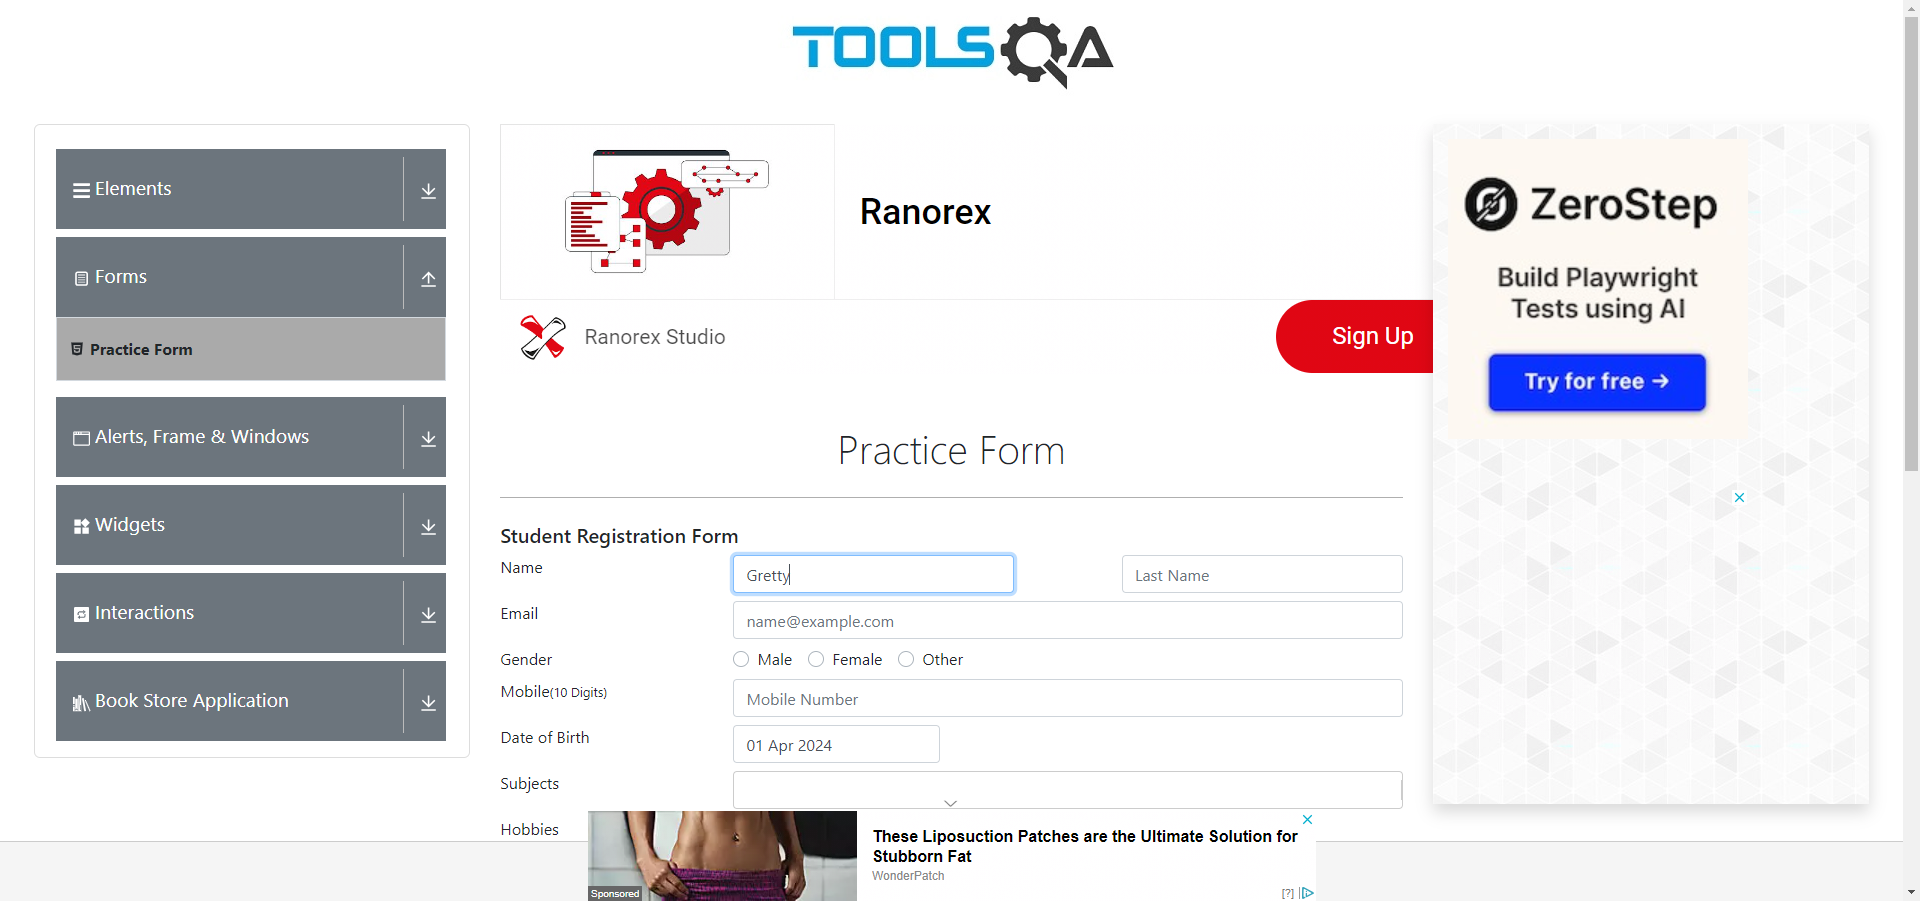 TOOLSQA
Elements
Forms
Practice Form
Alerts, Frame & Windows
Widgets
Interactions
Book Store Application
Ranorex
Ranorex Studio
Sign Up
Practice Form
Student Registration Form
Name
Gretty
Last Name
Email
name@example.com
Gender
Male
Female
Other
Mobile(10 Digits)
Mobile Number
Date of Birth
01 Apr 2024
Subjects
Hobbies
Sponsored
These Liposuction Patches are the Ultimate Solution for
Stubborn Fat
WonderPatch
[?]
ZeroStep
Build Playwright
Tests using AI
Try for free →